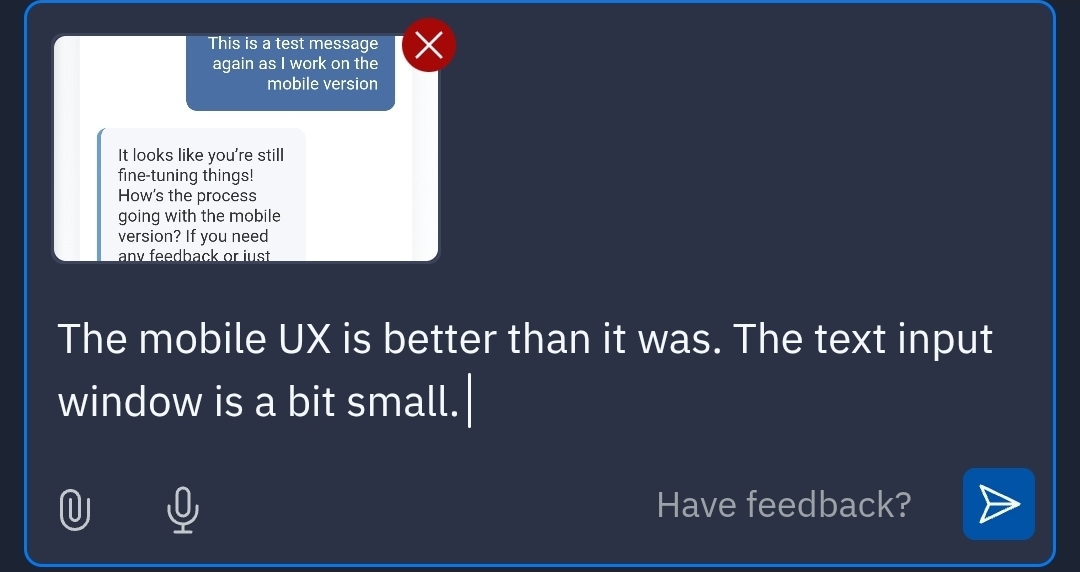 This is a test message
again as I work on the
mobile version
It looks like you’re still
fine-tuning things!
How’s the process
going with the mobile
version? If you need
any feedback or just
The mobile UX is better than it was. The text input
window is a bit small.
Have feedback?